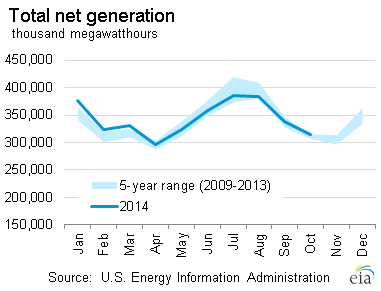 Total net generation
thousand megawatthours
450,000
400,000
350,000
300,000
250,000
200,000
150,000
5-year range (2009-2013)
2014
Jan
Feb
Mar
Apr
May
Jun
Jul
Aug
Sep
Oct
Nov
Dec
Source: U.S. Energy Information Administration
eia